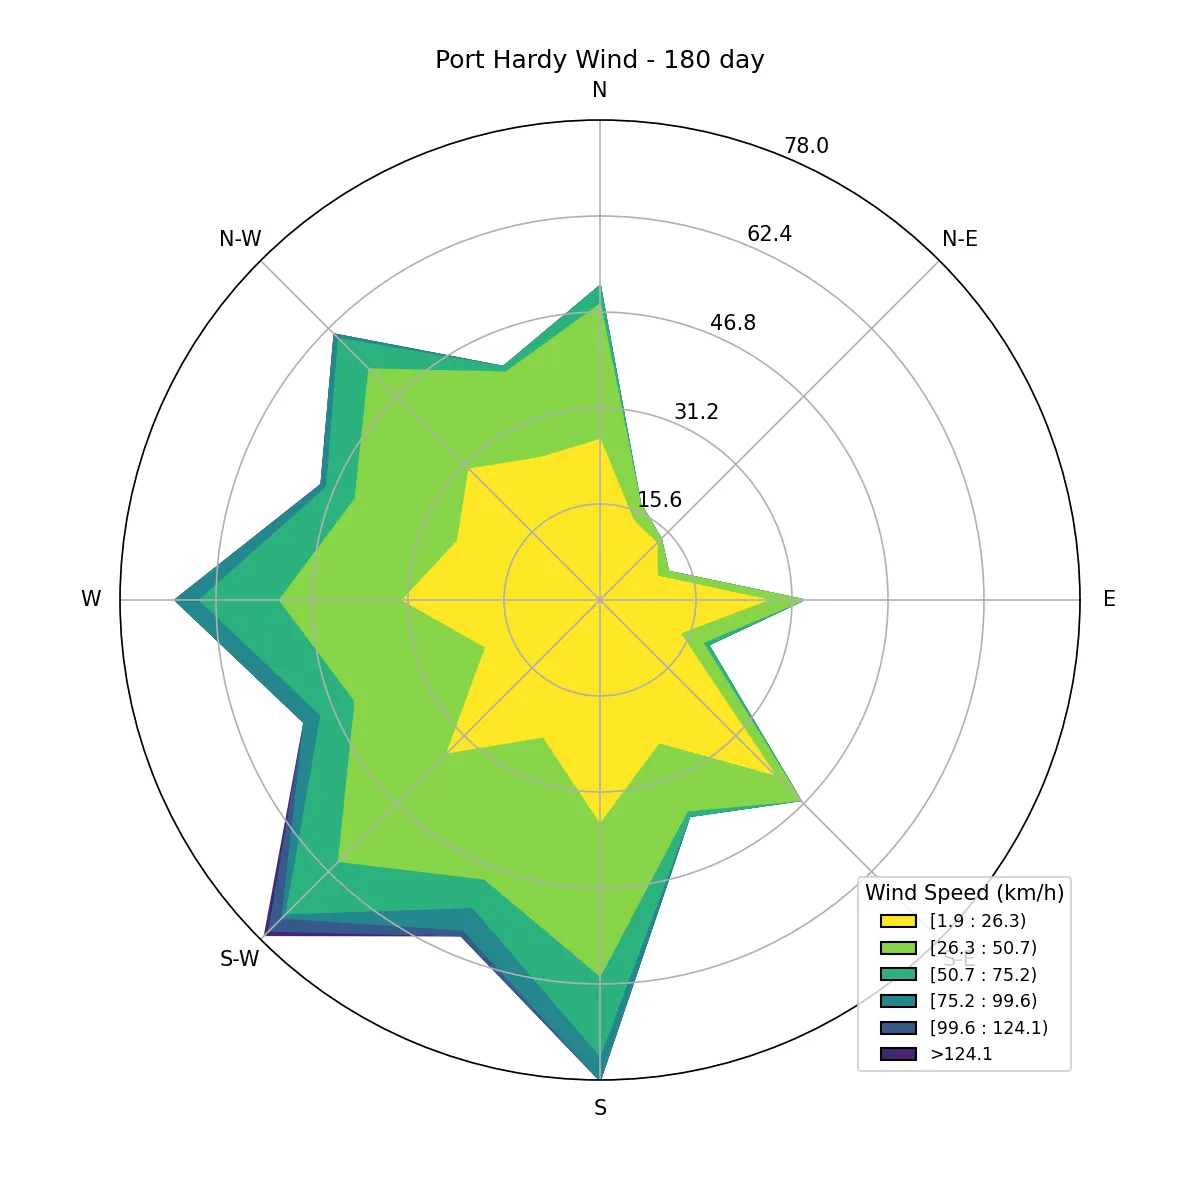 Port Hardy Wind - 180 day
N
78.0
N-W
N-E
62.4
46.8
31.2
15.6
W
E
S-W
S-E
S
Wind Speed (km/h)
[1.9 : 26.3)
[26.3 : 50.7)
[50.7 : 75.2)
[75.2 : 99.6)
[99.6 : 124.1)
>124.1